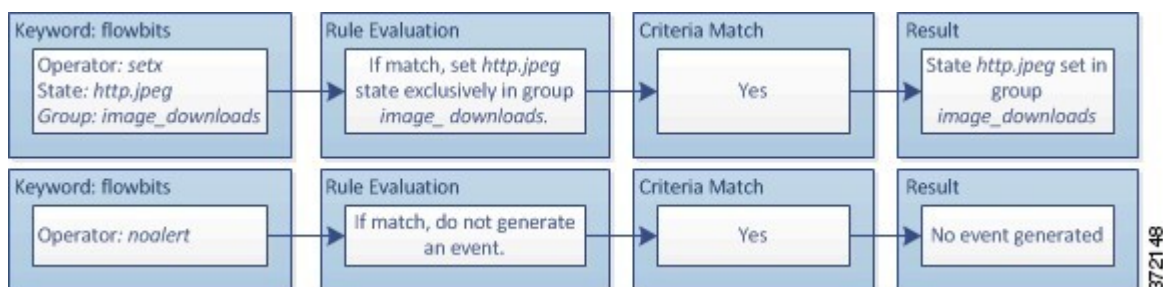 Keyword: flowbits
Operator: setx
State: http.jpeg
Group: image_downloads
Rule Evaluation
If match, set http.jpeg
state exclusively in group
image_ downloads.
Criteria Match
Yes
Result
State http.jpeg set in
group
image_downloads
Keyword: flowbits
Operator: noalert
Rule Evaluation
If match, do not generate
an event.
Criteria Match
Yes
Result
No event generated
372148